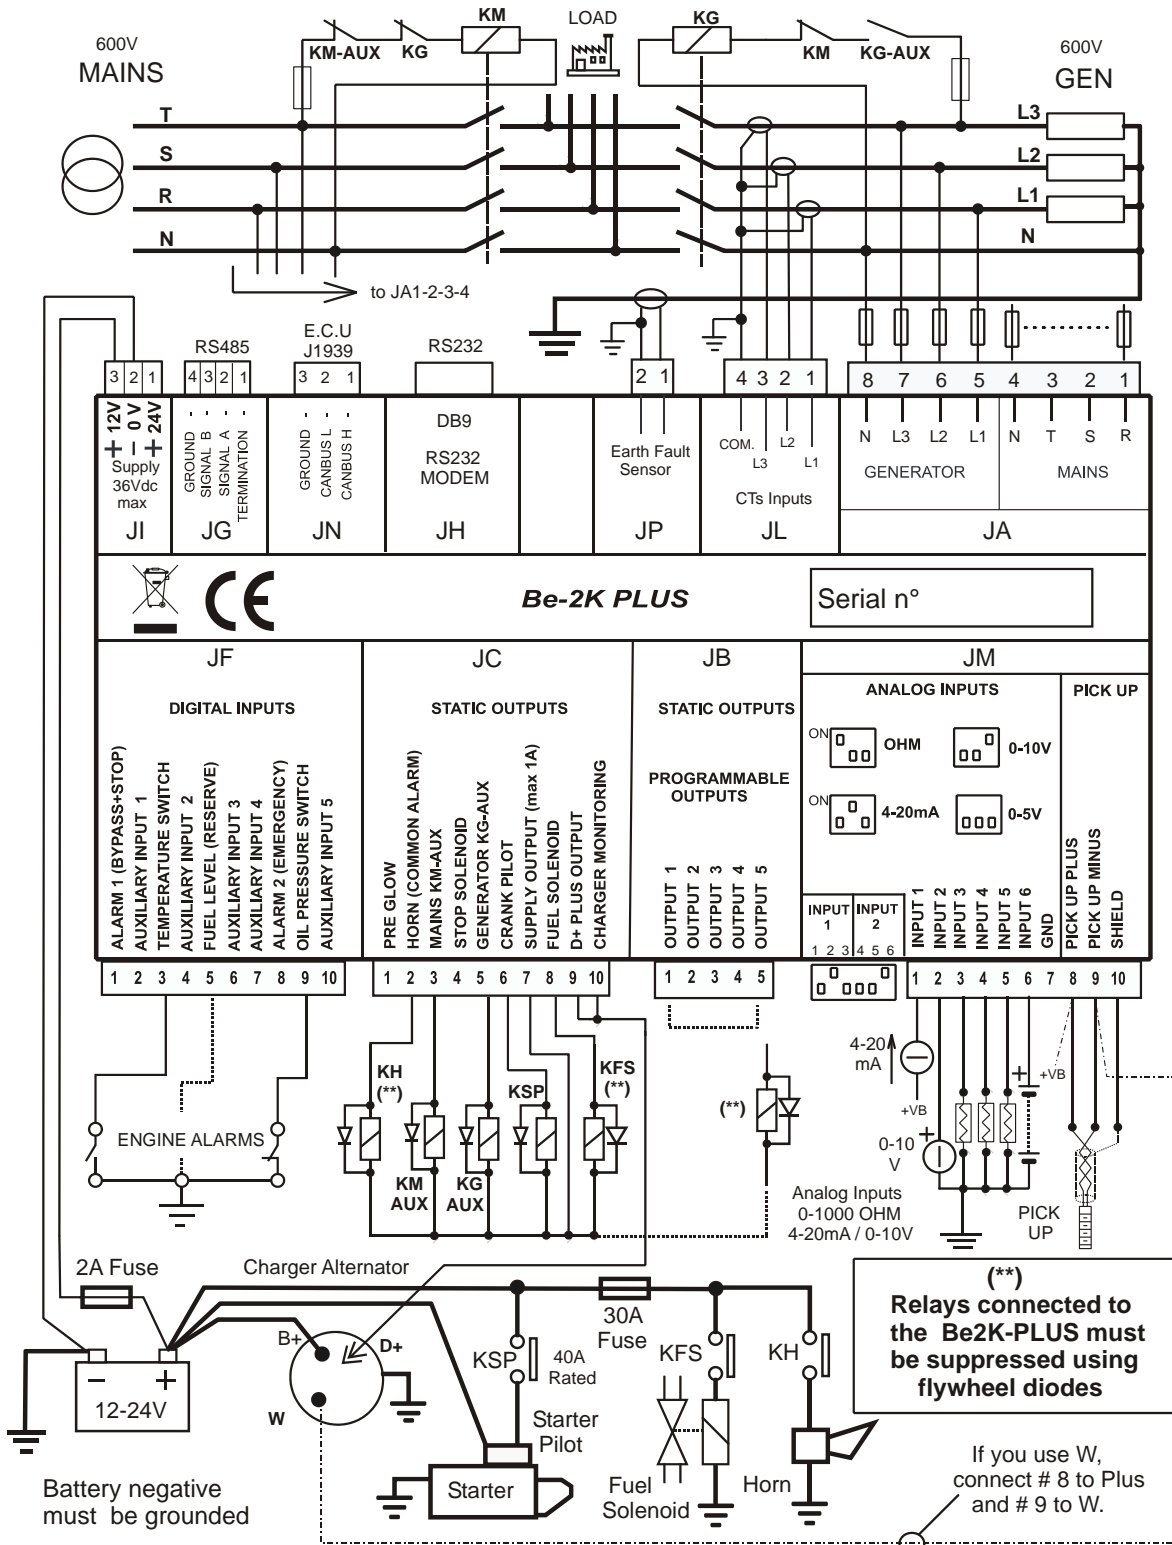 KM
LOAD
KG
600V
MAINS
KM-AUX
KG
KM
KG-AUX
600V
GEN
T
L3
S
L2
R
L1
N
N
to JA1-2-3-4
RS485
E.C.U
J1939
RS232
3 2 1
4 3 2 1
3 2 1
2 1
4 3 2 1
8 7 6 5 4 3 2 1
+ 12V
− 0 V
+ 24V
Supply
36Vdc
max
JI
GROUND -
SIGNAL B -
SIGNAL A -
TERMINATION -
JG
GROUND -
CANBUS L -
CANBUS H -
JN
DB9
RS232
MODEM
JH
Earth Fault
Sensor
JP
COM.
L3
L2
L1
CTs Inputs
JL
N L3 L2 L1 N T S R
GENERATOR
MAINS
JA
CE
Be-2K PLUS
Serial n°
JF
DIGITAL INPUTS
ALARM 1 (BYPASS+STOP)
AUXILIARY INPUT 1
TEMPERATURE SWITCH
AUXILIARY INPUT 2
FUEL LEVEL (RESERVE)
AUXILIARY INPUT 3
AUXILIARY INPUT 4
ALARM 2 (EMERGENCY)
OIL PRESSURE SWITCH
AUXILIARY INPUT 5
1 2 3 4 5 6 7 8 9 10
JC
STATIC OUTPUTS
PRE GLOW
HORN (COMMON ALARM)
MAINS KM-AUX
STOP SOLENOID
GENERATOR KG-AUX
CRANK PILOT
SUPPLY OUTPUT (max 1A)
FUEL SOLENOID
D+ PLUS OUTPUT
CHARGER MONITORING
1 2 3 4 5 6 7 8 9 10
JB
STATIC OUTPUTS
PROGRAMMABLE
OUTPUTS
OUTPUT 1
OUTPUT 2
OUTPUT 3
OUTPUT 4
OUTPUT 5
1 2 3 4 5
JM
ANALOG INPUTS
PICK UP
ON
OHM
0-10V
ON
4-20mA
0-5V
INPUT
1
INPUT
2
1 2 3 4 5 6
INPUT 1
INPUT 2
INPUT 3
INPUT 4
INPUT 5
INPUT 6
GND
PICK UP PLUS
PICK UP MINUS
SHIELD
1 2 3 4 5 6 7 8 9 10
ENGINE ALARMS
KH
(**)
KM
AUX
KG
AUX
KSP
KFS
(**)
(**)
4-20
mA
+VB
0-10
V
+
+
+VB
Analog Inputs
0-1000 OHM
4-20mA / 0-10V
PICK
UP
2A Fuse
Charger Alternator
B+
D+
W
− +
12-24V
Battery negative
must be grounded
KSP
40A
Rated
Starter
Pilot
Starter
30A
Fuse
KFS
KH
Fuel
Solenoid
Horn
(**)
Relays connected to
the Be2K-PLUS must
be suppressed using
flywheel diodes
If you use W,
connect # 8 to Plus
and # 9 to W.